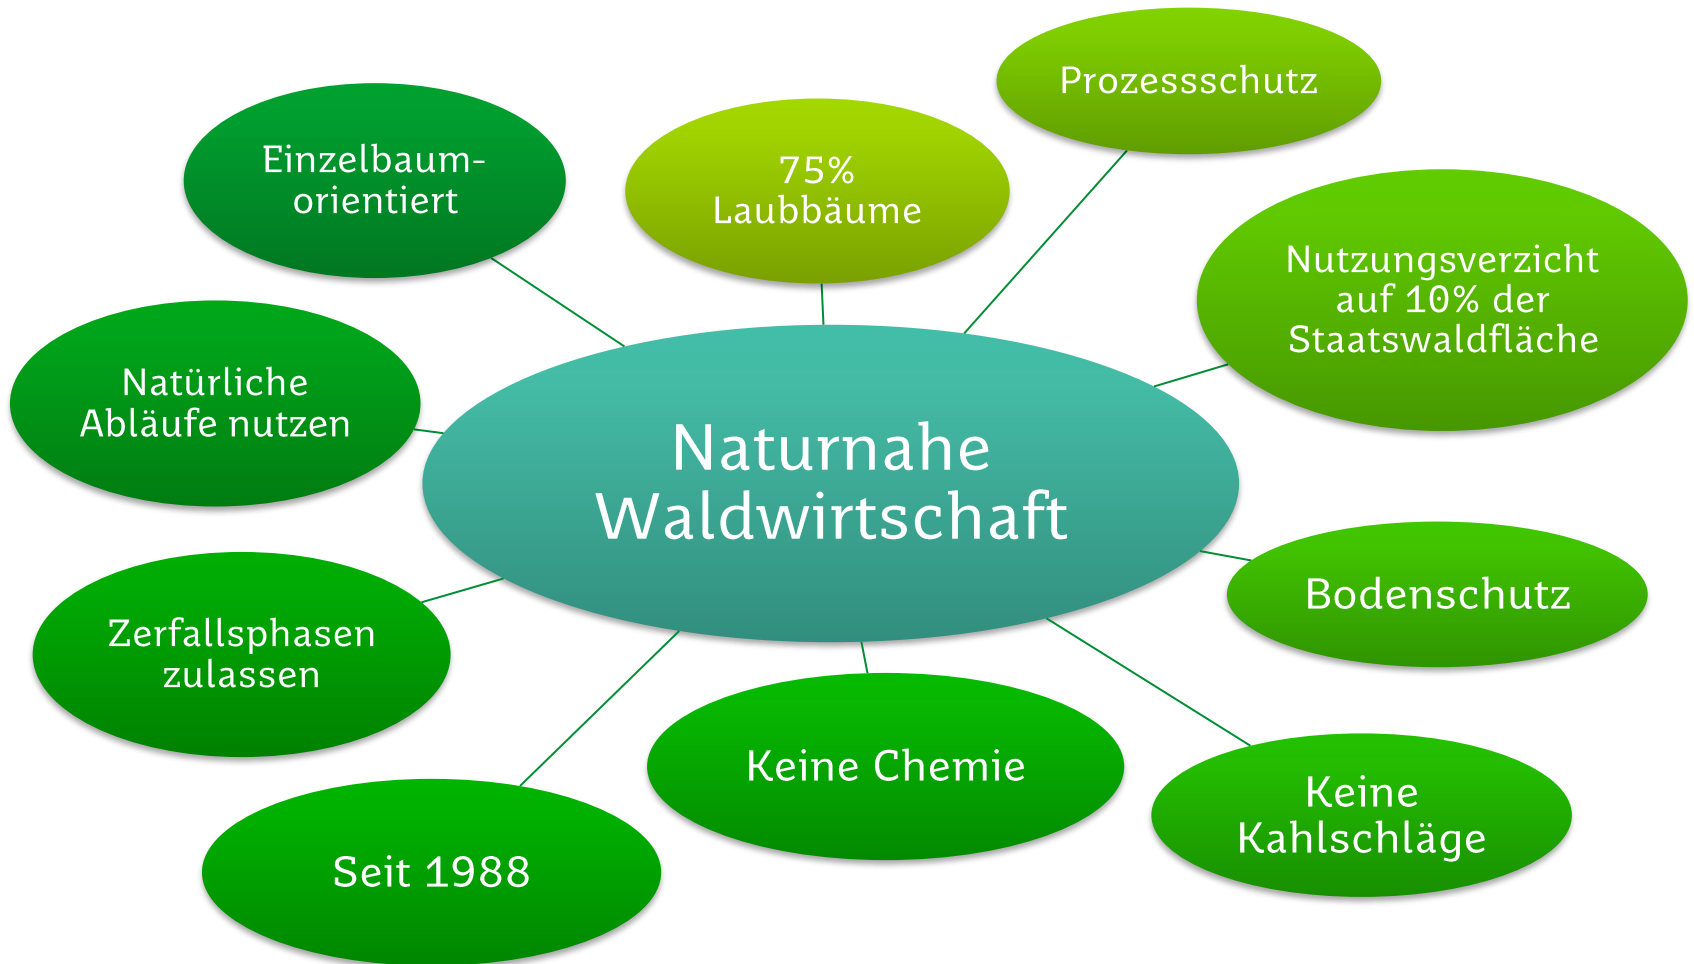 Prozessschutz
Einzelbaum-
orientiert
75%
Laubbäume
Nutzungsverzicht
auf 10% der
Staatswaldfläche
Natürliche
Abläufe nutzen
Naturnahe
Waldwirtschaft
Bodenschutz
Zerfallsphasen
zulassen
Keine Chemie
Keine
Kahlschläge
Seit 1988